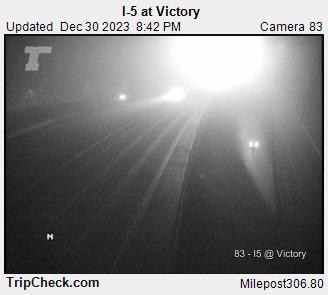 I-5 at Victory
Updated  Dec 30 2023  8:42 PM
Camera 83
T
N
83 - I5 @ Victory
TripCheck.com
Milepost306.80